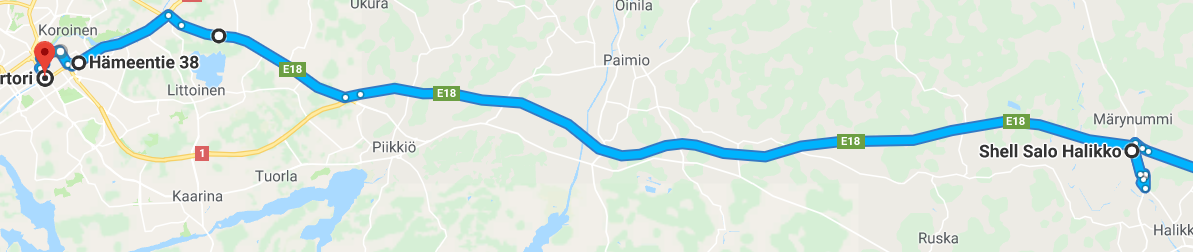 Ukura
Oinila
Koroinen
Hämeentie 38
rtori
Littoinen
E18
Paimio
E18
1
Piikkiö
E18
E18
Märynummi
Shell Salo Halikko
Tuorla
Kaarina
Ruska
Halikk